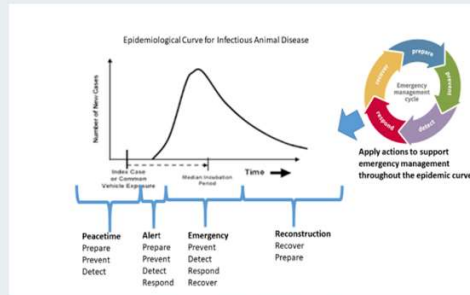 Epidemiological Curve for Infectious Animal Disease
Number of New Cases
Index Case
or Common
Vehicle Exposure
Median Incubation
Period
Time
prepare
prevent
detect
respond
recover
Emergency
management
cycle
Apply actions to support
emergency management
throughout the epidemic curve
Peacetime
Prepare
Prevent
Detect
Alert
Prepare
Prevent
Detect
Respond
Emergency
Prevent
Detect
Respond
Recover
Reconstruction
Recover
Prepare